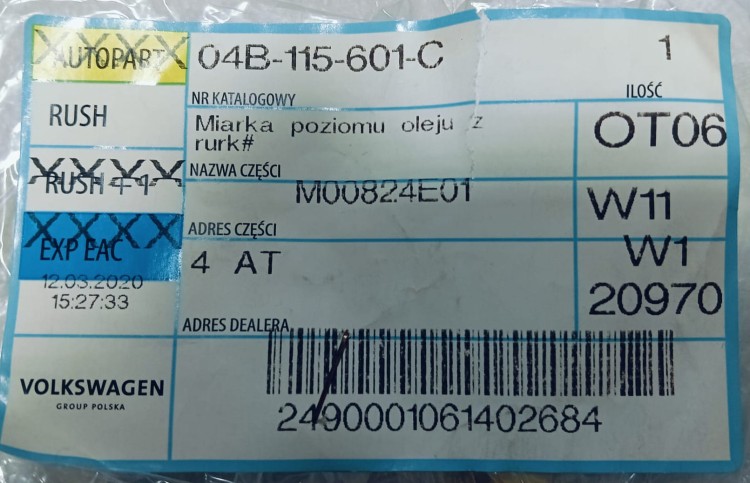 AUTOPART
04B-115-601-C
1
NR KATALOGOWY
ILOŚĆ
RUSH
Miarka poziomu oleju z
rurk#
OT06
NAZWA CZĘŚCI
RUSH + 1
M00824E01
W11
ADRES CZĘŚCI
EXP EAC
4 AT
W1
12.03.2020
15:27:33
20970
ADRES DEALERA
VOLKSWAGEN
GROUP POLSKA
2490001061402684